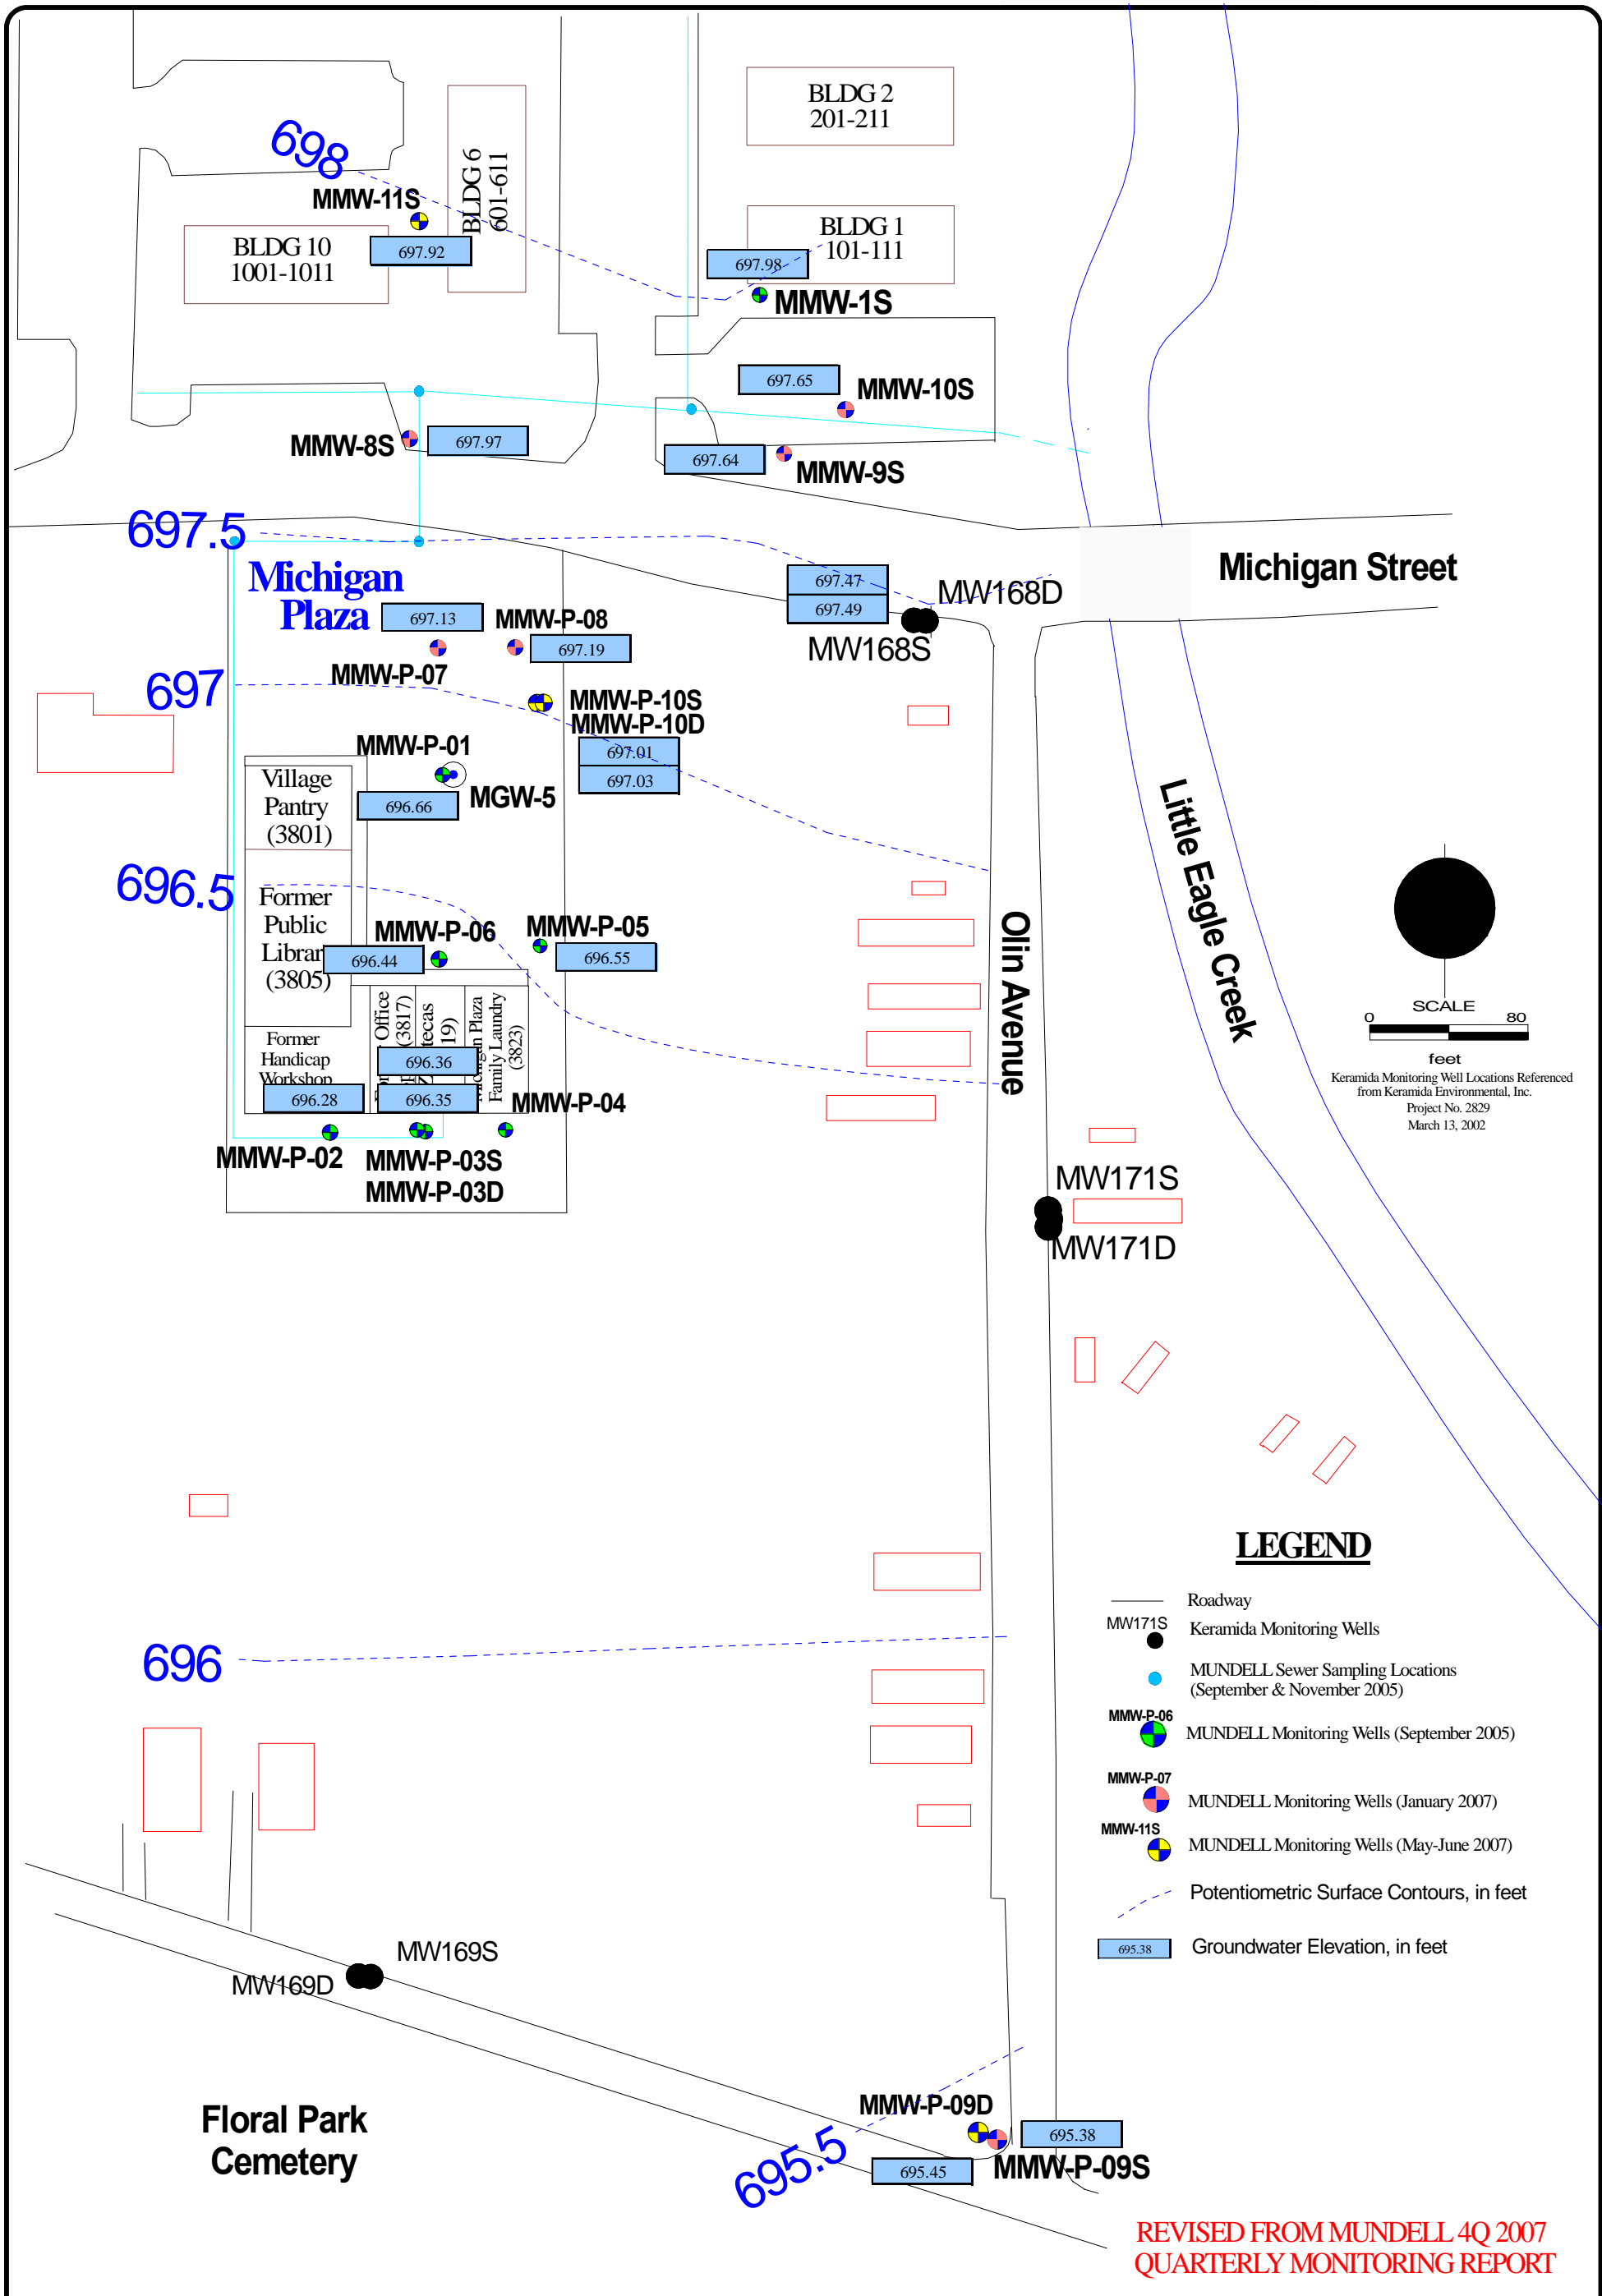 BLDG 2
201-211
698
BLDG 6
601-611
MMW-11S
BLDG 10
1001-1011
697.92
BLDG 1
101-111
697.98
MMW-1S
697.65
MMW-10S
MMW-8S
697.97
697.64
MMW-9S
697.5
Michigan
Plaza
Michigan Street
697.47
697.49
MW168D
MW168S
697.13
MMW-P-08
697.19
MMW-P-07
697
MMW-P-10S
MMW-P-10D
697.01
697.03
MMW-P-01
MGW-5
696.66
Village
Pantry
(3801)
696.5
Former
Public
Librar
(3805)
MMW-P-06
696.44
MMW-P-05
696.55
Little Eagle Creek
Olin Avenue
SCALE
0 80
feet
Keramida Monitoring Well Locations Referenced
from Keramida Environmental, Inc.
Project No. 2829
March 13, 2002
Former
Handicap
Workshop
Office
(3817)
tecas
19)
Plaza
Family Laundry
(3823)
696.36
696.28
696.35
MMW-P-04
MMW-P-02
MMW-P-03S
MMW-P-03D
MW171S
MW171D
LEGEND
Roadway
MW171S
Keramida Monitoring Wells
MUNDELL Sewer Sampling Locations
(September & November 2005)
MMW-P-06
MUNDELL Monitoring Wells (September 2005)
MMW-P-07
MUNDELL Monitoring Wells (January 2007)
MMW-11S
MUNDELL Monitoring Wells (May-June 2007)
Potentiometric Surface Contours, in feet
695.38
Groundwater Elevation, in feet
696
MW169S
MW169D
Floral Park
Cemetery
MMW-P-09D
695.38
695.5
695.45
MMW-P-09S
REVISED FROM MUNDELL 4Q 2007
QUARTERLY MONITORING REPORT